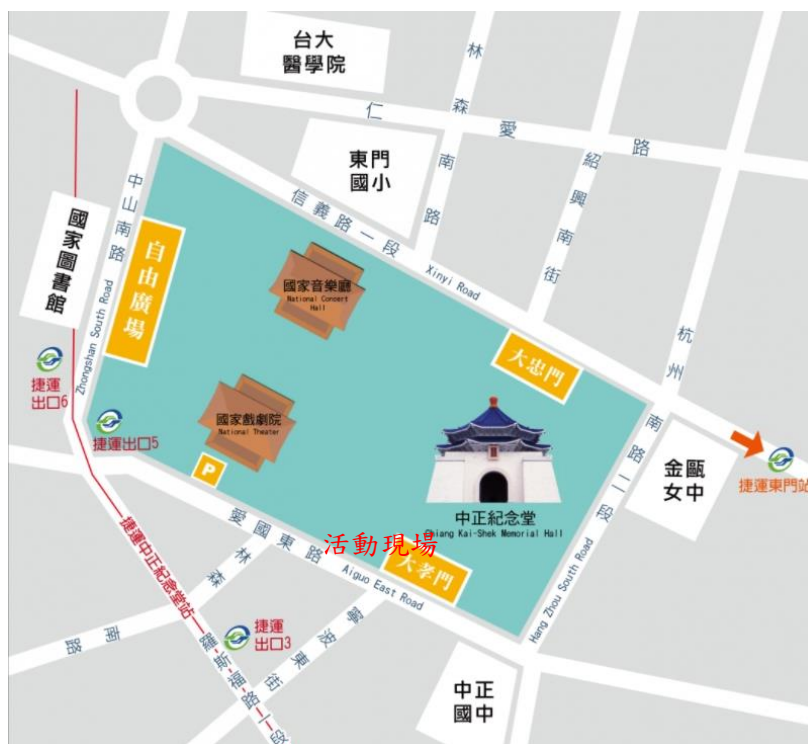 台大
醫學院
林森南路
仁愛路
東門
國小
紹興南街
中山南路
Zhongshan South Road
信義路一段
Xinyi Road
國家圖書館
自由廣場
國家音樂廳
National Concert
Hall
杭州南路二段
Hang Zhou South Road
大忠門
捷運
出口6
國家戲劇院
National Theater
捷運出口5
P
金甌
女中
捷運東門站
中正紀念堂
Chiang Kai-Shek Memorial Hall
活動現場
大孝門
愛國東路
Aiguo East Road
捷運中正紀念堂站
林森南路
寧波東街
捷運
出口3
羅斯福路一段
中正
國中